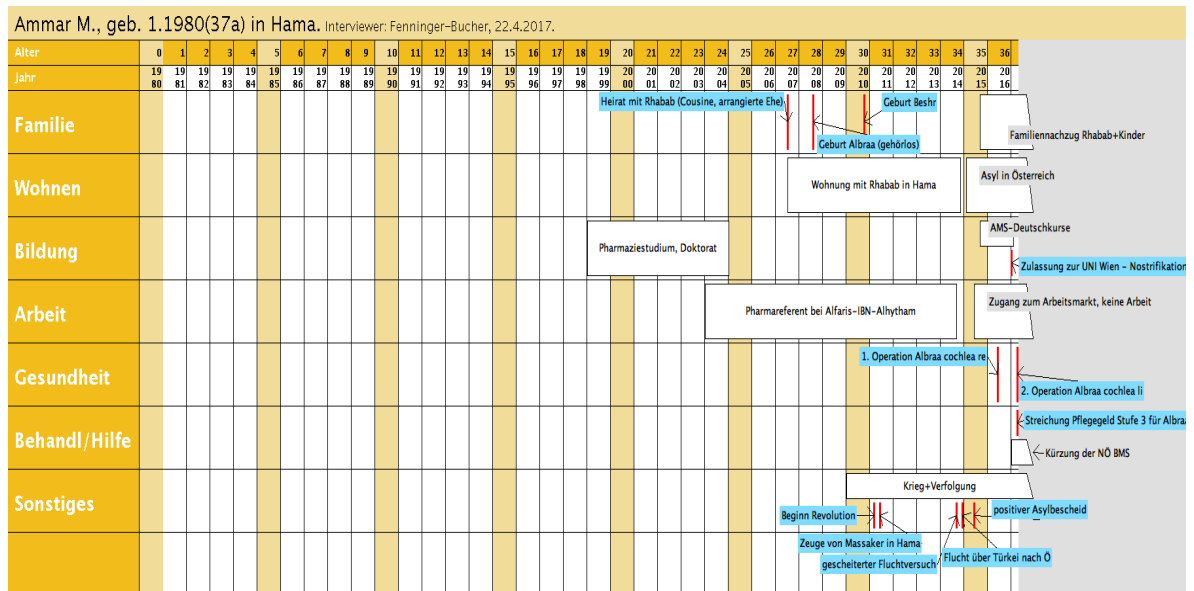 Ammar M., geb. 1.1980(37a) in Hama. Interviewer: Fenninger-Bucher, 22.4.2017.
Alter 0 1 2 3 4 5 6 7 8 9 10 11 12 13 14 15 16 17 18 19 20 21 22 23 24 25 26 27 28 29 30 31 32 33 34 35 36
Jahr 1980 1981 1982 1983 1984 1985 1986 1987 1988 1989 1990 1991 1992 1993 1994 1995 1996 1997 1998 1999 2000 2001 2002 2003 2004 2005 2006 2007 2008 2009 2010 2011 2012 2013 2014 2015 2016
Familie
Heirat mit Rhabab (Cousine, arrangierte Ehe)
Geburt Beshr
Geburt Albraa (gehörlos)
Familiennachzug Rhabab+Kinder
Wohnen
Wohnung mit Rhabab in Hama
Asyl in Österreich
Bildung
Pharmaziestudium, Doktorat
AMS-Deutschkurse
Zulassung zur UNI Wien - Nostrifikation
Arbeit
Pharmareferent bei Alfaris-IBN-Alhytham
Zugang zum Arbeitsmarkt, keine Arbeit
Gesundheit
1. Operation Albraa cochlea re
2. Operation Albraa cochlea li
Behandl/Hilfe
Streichung Pflegegeld Stufe 3 für Albraa
Kürzung der NÖ BMS
Sonstiges
Krieg+Verfolgung
Beginn Revolution
positiver Asylbescheid
Zeuge von Massaker in Hama
gescheiterter Fluchtversuch
Flucht über Türkei nach Ö